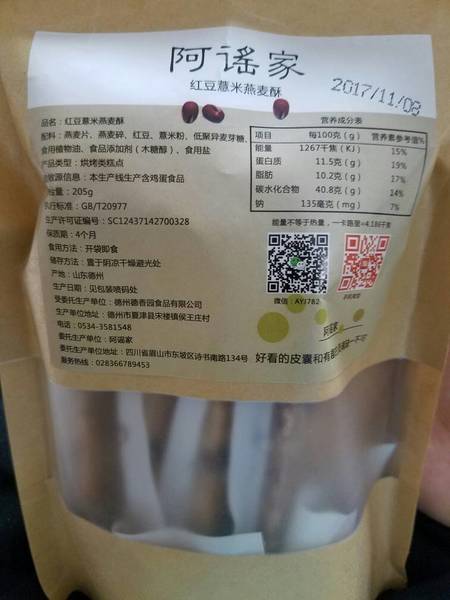 阿谣家
红豆薏米燕麦酥
2017/11/08
品名：红豆薏米燕麦酥
配料：燕麦片、燕麦碎、红豆、薏米粉、低聚异麦芽糖、
食用植物油、食品添加剂（木糖醇）、食用盐
产品类型：烘烤类糕点
敏源信息：本生产线生产含鸡蛋食品
量：205g
执行标准：GB/T20977
生产许可证编号：SC12437142700328
保质期：4个月
食用方法：开袋即食
储存方法：置于阴凉干燥避光处
产地：山东德州
生产日期：见包装喷码处
受委托生产单位：德州德香园食品有限公司
生产单位地址：德州市夏津县宋楼镇侯王庄村
电话：0534-3581548
委托生产单位：阿谣家
委托生产单位地址：四川省眉山市东坡区诗书南路134号
服务热线：028366789453
营养成分表
项目 每100克（g） 营养素参考值%
能量 1267千焦（KJ） 15%
蛋白质 11.5克（g） 19%
脂肪 10.2克（g） 17%
碳水化合物 40.8克（g） 14%
钠 135毫克（mg） 7%
能量不等于热量，一卡路里=4.186千焦
微信：AYJ782
好看的皮囊和有